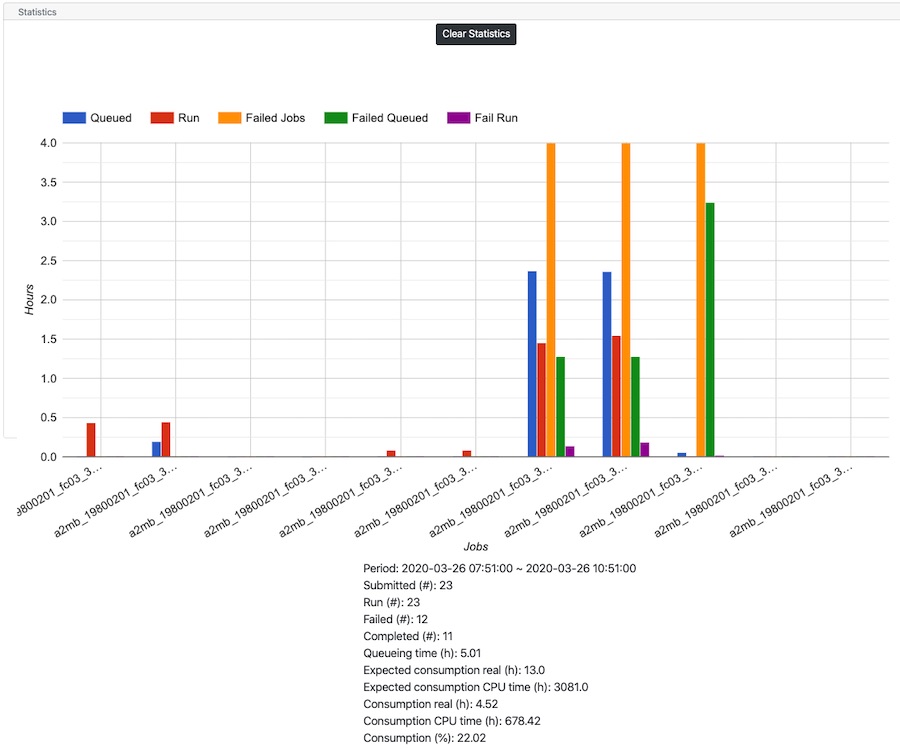 Statistics
Clear Statistics
Queued Run Failed Jobs Failed Queued Fail Run
4.0
3.5
3.0
2.5
2.0
1.5
1.0
0.5
0.0
Hours
9800201_fc03_3…
a2mb_19800201_fc03_3…
a2mb_19800201_fc03_3…
a2mb_19800201_fc03_3…
a2mb_19800201_fc03_3…
a2mb_19800201_fc03_3…
a2mb_19800201_fc03_3…
a2mb_19800201_fc03_3…
a2mb_19800201_fc03_3…
a2mb_19800201_fc03_3…
a2mb_19800201_fc03_3…
Jobs
Period: 2020-03-26 07:51:00 ~ 2020-03-26 10:51:00
Submitted (#): 23
Run (#): 23
Failed (#): 12
Completed (#): 11
Queueing time (h): 5.01
Expected consumption real (h): 13.0
Expected consumption CPU time (h): 3081.0
Consumption real (h): 4.52
Consumption CPU time (h): 678.42
Consumption (%): 22.02